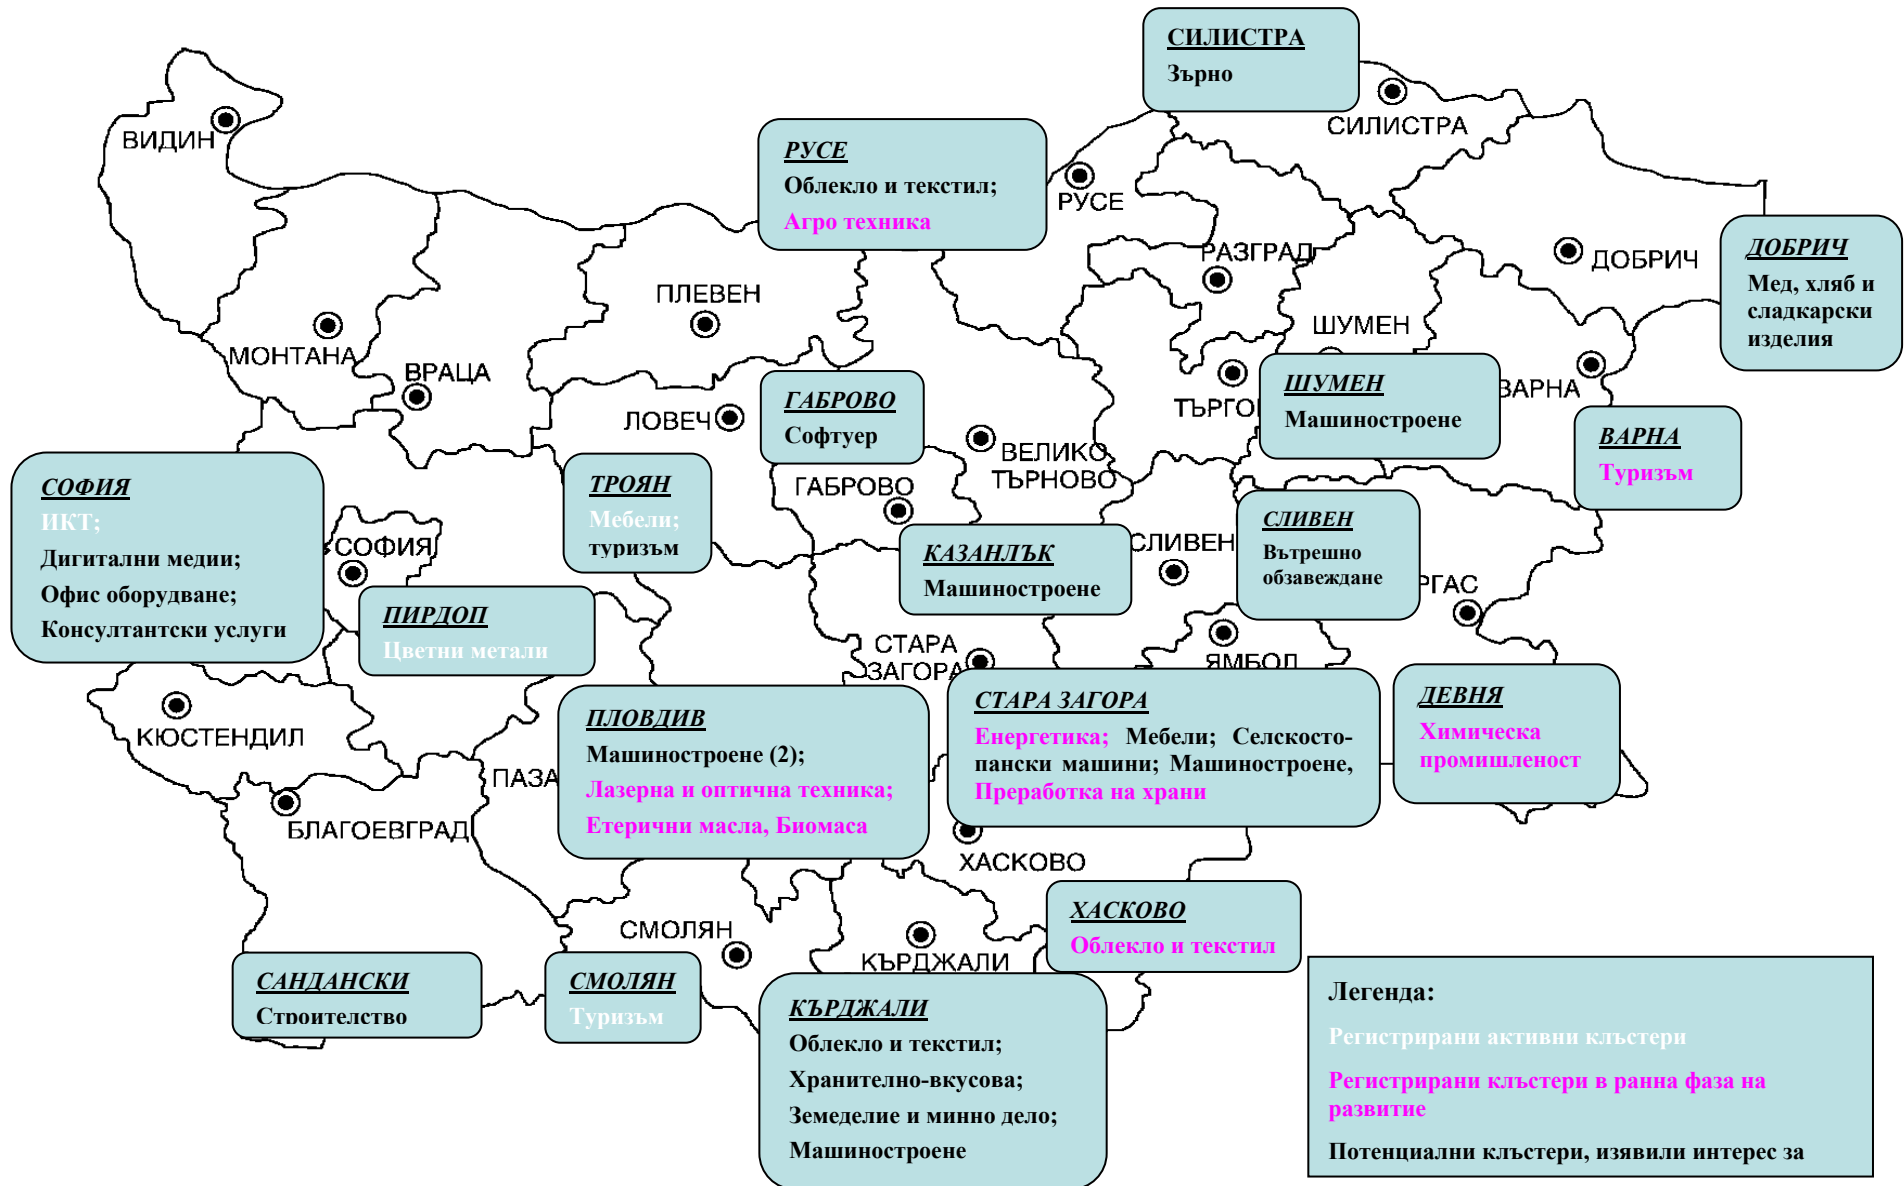 СИЛИСТРА
Зърно
СИЛИСТРА
ВИДИН
РУСЕ
Облекло и текстил;
Агро техника
РУСЕ
РАЗГРАД
ДОБРИЧ
ДОБРИЧ
Мед, хляб и
сладкарски
изделия
ПЛЕВЕН
МОНТАНА
ВРАЦА
ШУМЕН
ТЪРГО
ШУМЕН
Машиностроене
ВАРНА
ВАРНА
Туризъм
ЛОВЕЧ
ГАБРОВО
Софтуер
ВЕЛИКО
ТЪРНОВО
ГАБРОВО
СОФИЯ
ИКТ;
Дигитални медии;
Офис оборудване;
Консултантски услуги
СОФИЯ
ТРОЯН
Мебели;
туризъм
КАЗАНЛЪК
Машиностроене
СЛИВЕН
СЛИВЕН
Вътрешно
обзавеждане
РГАС
ПИРДОП
Цветни метали
СТАРА
ЗАГОРА
ЯМБОЛ
КЮСТЕНДИЛ
ПАЗА
ПЛОВДИВ
Машиностроене (2);
Лазерна и оптична техника;
Етерични масла, Биомаса
СТАРА ЗАГОРА
Енергетика; Мебели; Селскосто-
пански машини; Машиностроене,
Преработка на храни
ДЕВНЯ
Химическа
промишленост
БЛАГОЕВГРАД
ХАСКОВО
ХАСКОВО
Облекло и текстил
СМОЛЯН
КЪРДЖАЛИ
САНДАНСКИ
Строителство
СМОЛЯН
Туризъм
КЪРДЖАЛИ
Облекло и текстил;
Хранително-вкусова;
Земеделие и минно дело;
Машиностроене
Легенда:
Регистрирани активни клъстери
Регистрирани клъстери в ранна фаза на
развитие
Потенциални клъстери, изявили интерес за